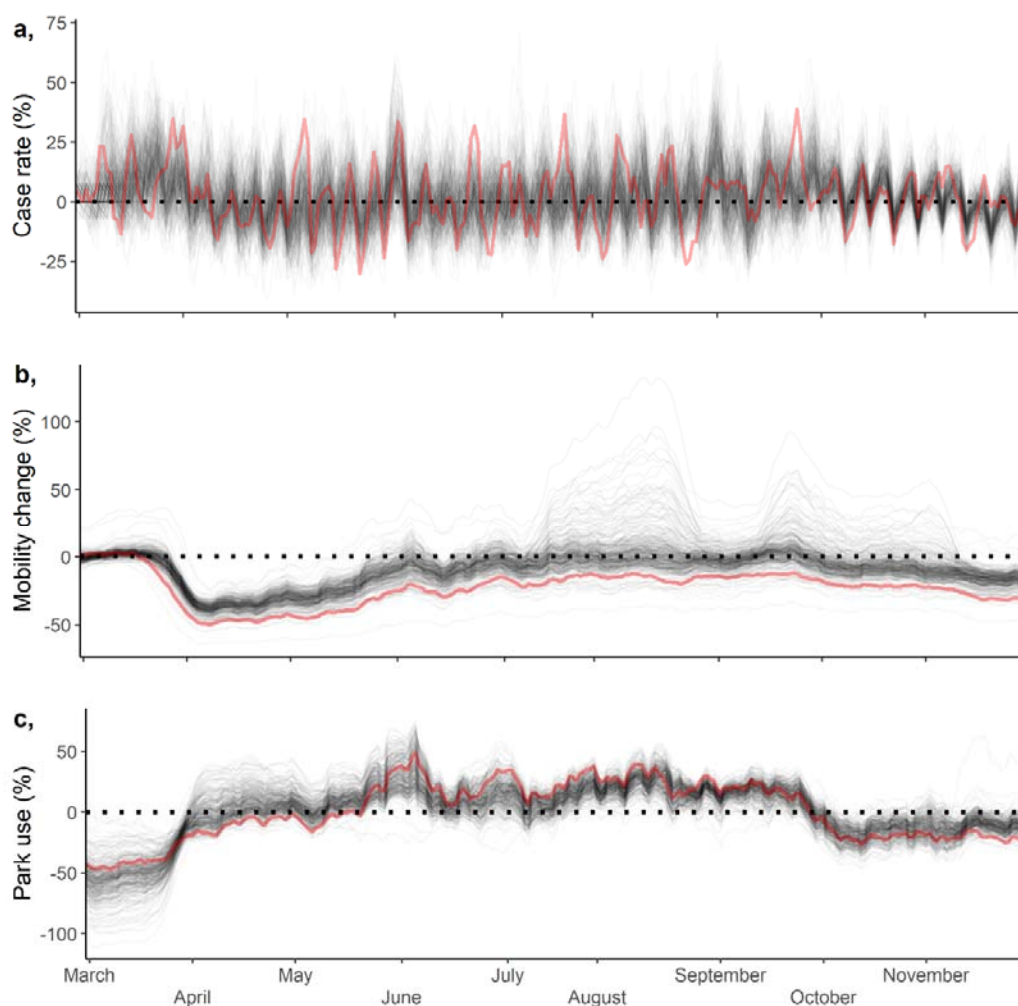 a,
Case rate (%)
75
50
25
0
-25
b,
Mobility change (%)
100
50
0
-50
c,
Park use (%)
50
0
-50
-100
March May July September
April June August October November